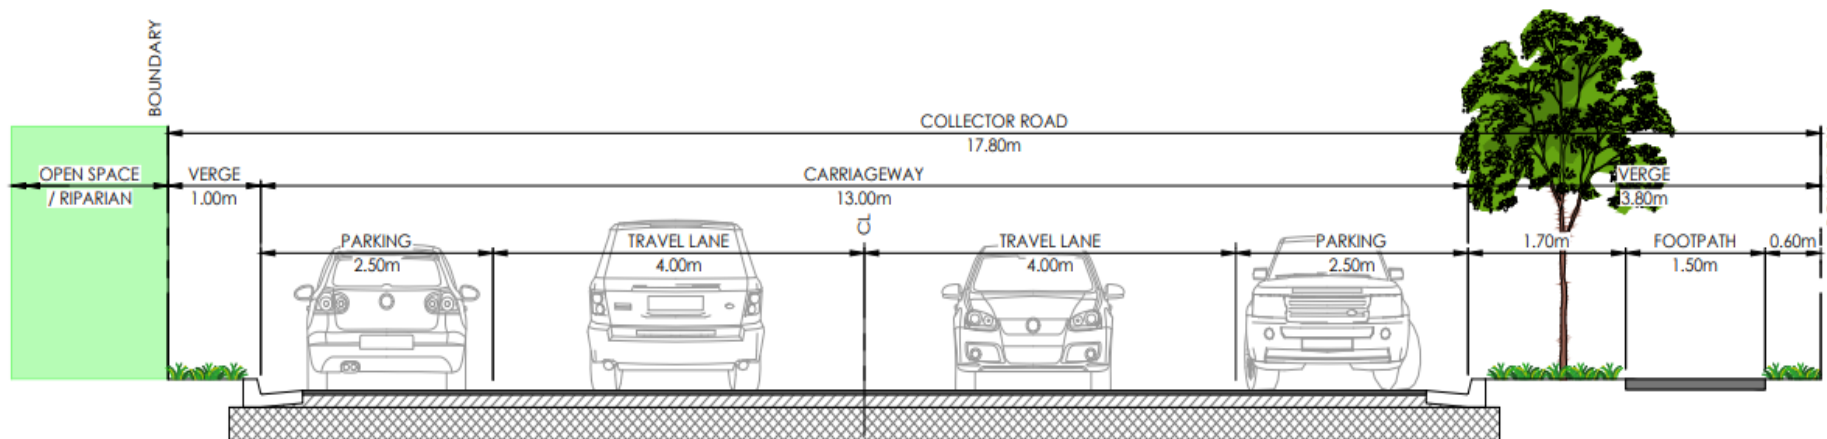 BOUNDARY
COLLECTOR ROAD
17.80m
OPEN SPACE
/ RIPARIAN
VERGE
1.00m
CARRIAGEWAY
13.00m
VERGE
3.80m
CL
PARKING
2.50m
TRAVEL LANE
4.00m
TRAVEL LANE
4.00m
PARKING
2.50m
1.70m
FOOTPATH
1.50m
0.60m